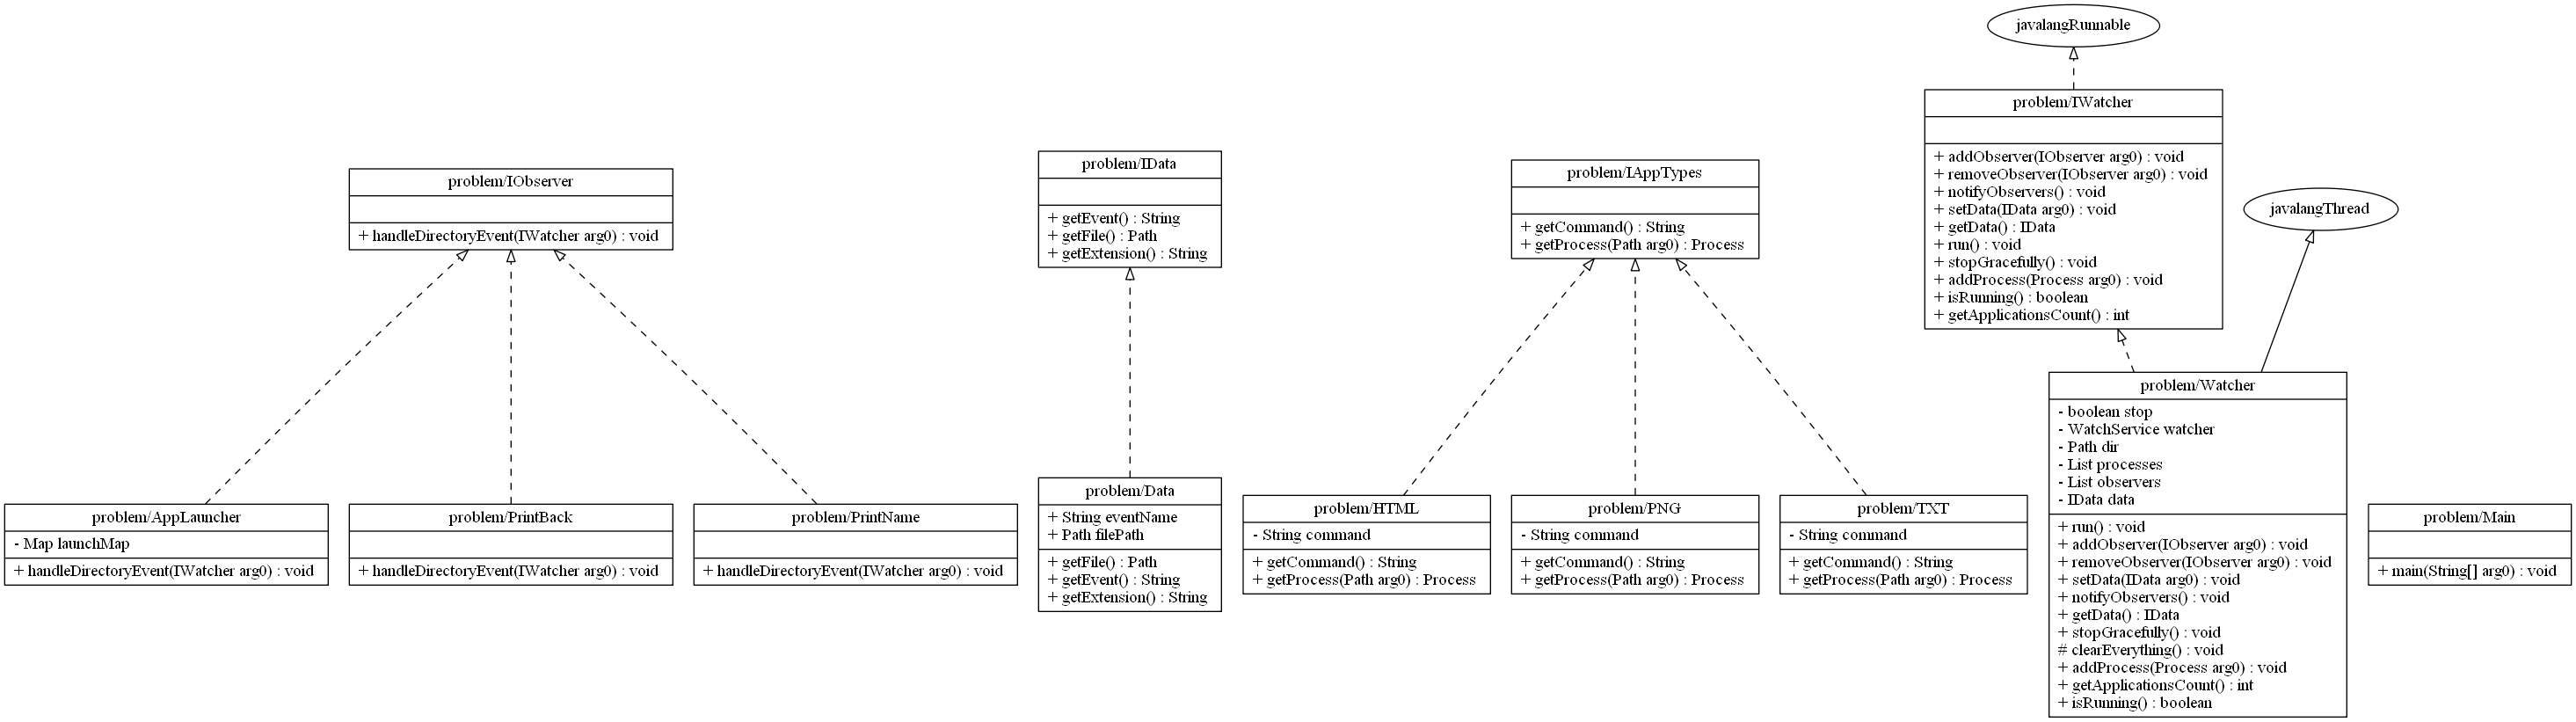 javalangRunnable
problem/IWatcher
+ addObserver(IObserver arg0) : void
+ removeObserver(IObserver arg0) : void
+ notifyObservers() : void
+ setData(IData arg0) : void
+ getData() : IData
+ run() : void
+ stopGracefully() : void
+ addProcess(Process arg0) : void
+ isRunning() : boolean
+ getApplicationsCount() : int
problem/IObserver
+ handleDirectoryEvent(IWatcher arg0) : void
problem/IData
+ getEvent() : String
+ getFile() : Path
+ getExtension() : String
problem/IAppTypes
+ getCommand() : String
+ getProcess(Path arg0) : Process
javalangThread
problem/AppLauncher
- Map launchMap
+ handleDirectoryEvent(IWatcher arg0) : void
problem/PrintBack
+ handleDirectoryEvent(IWatcher arg0) : void
problem/PrintName
+ handleDirectoryEvent(IWatcher arg0) : void
problem/Data
+ String eventName
+ Path filePath
+ getFile() : Path
+ getEvent() : String
+ getExtension() : String
problem/HTML
- String command
+ getCommand() : String
+ getProcess(Path arg0) : Process
problem/PNG
- String command
+ getCommand() : String
+ getProcess(Path arg0) : Process
problem/TXT
- String command
+ getCommand() : String
+ getProcess(Path arg0) : Process
problem/Watcher
- boolean stop
- WatchService watcher
- Path dir
- List processes
- List observers
- IData data
+ run() : void
+ addObserver(IObserver arg0) : void
+ removeObserver(IObserver arg0) : void
+ setData(IData arg0) : void
+ notifyObservers() : void
+ getData() : IData
+ stopGracefully() : void
# clearEverything() : void
+ addProcess(Process arg0) : void
+ getApplicationsCount() : int
+ isRunning() : boolean
problem/Main
+ main(String[] arg0) : void